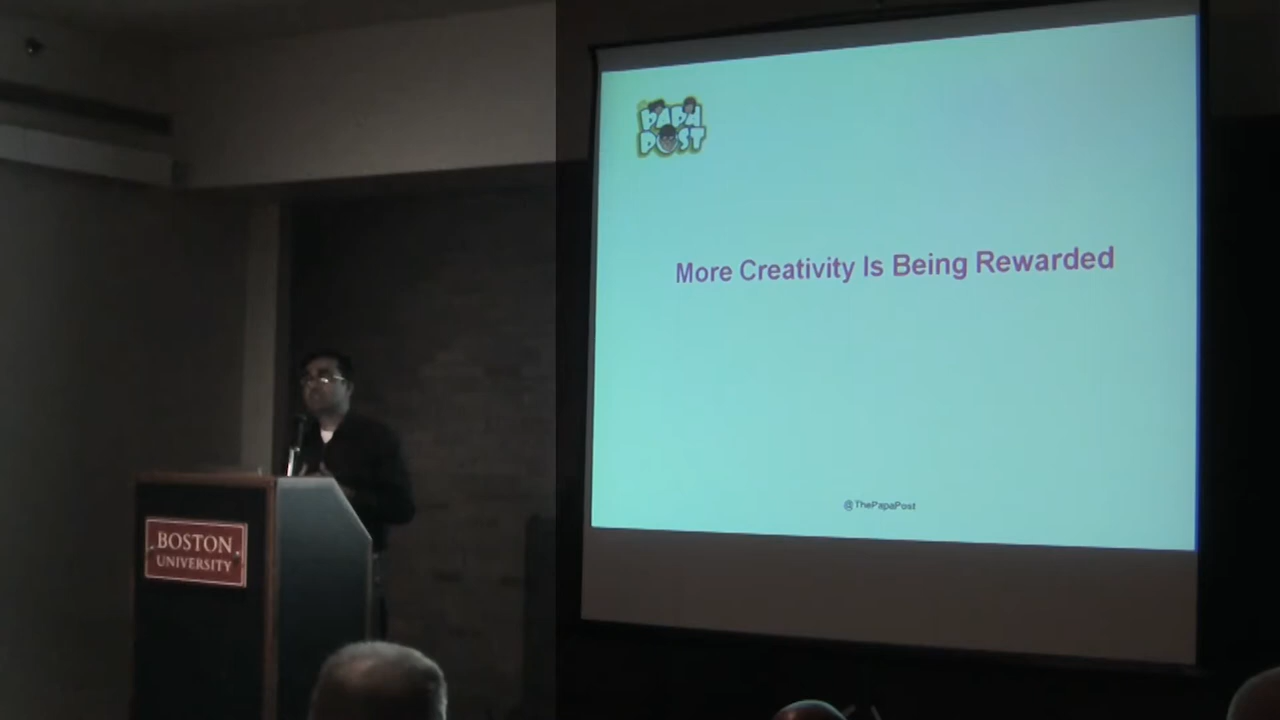 PAPA
POST
More Creativity Is Being Rewarded
@ThePapaPost
BOSTON
UNIVERSITY